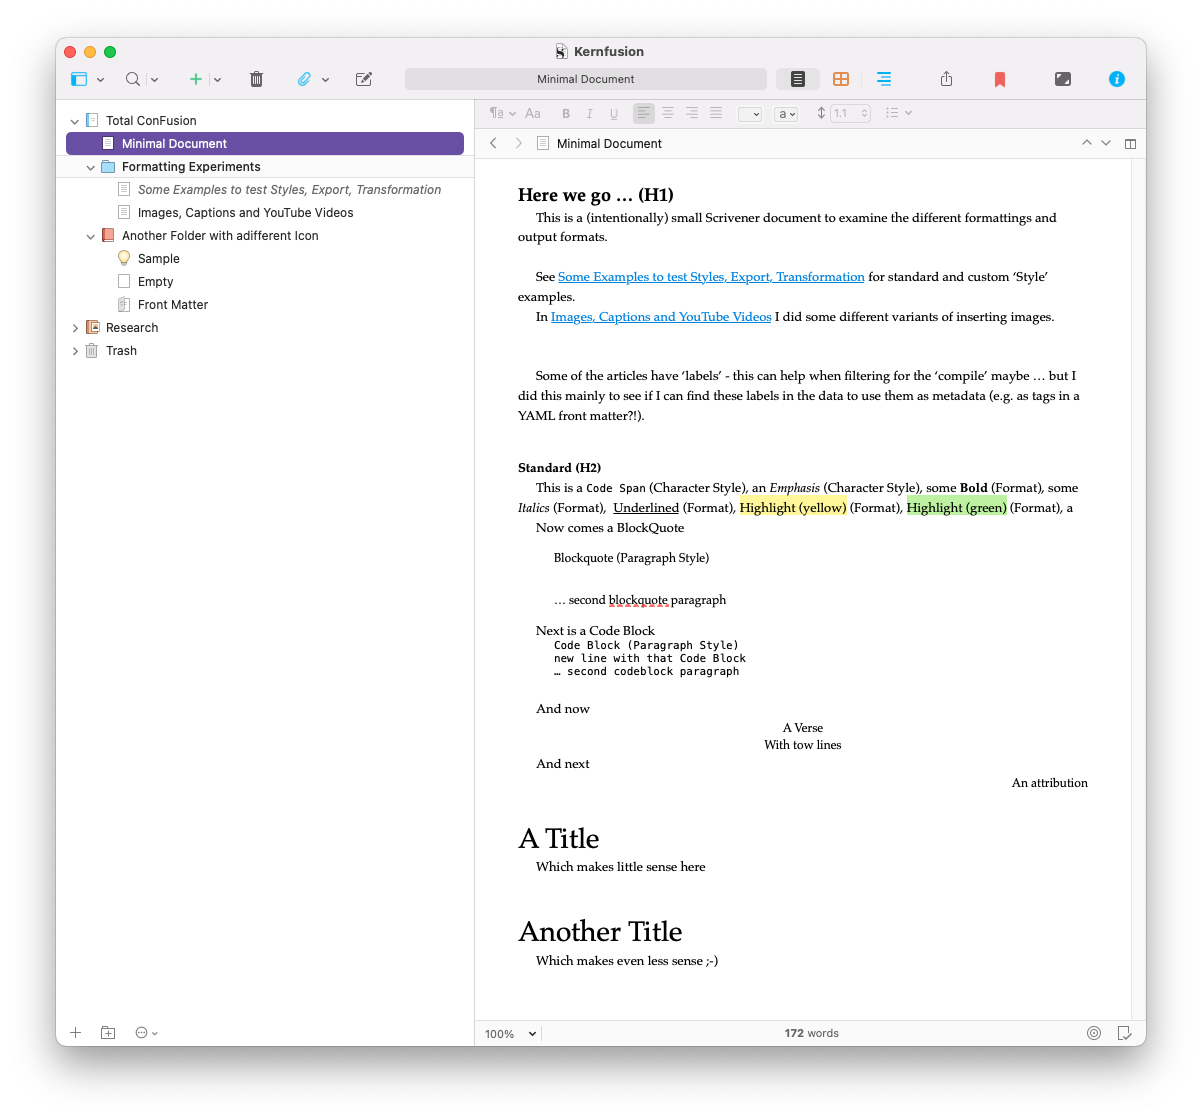 Kernfusion
Minimal Document
Total ConFusion
Minimal Document
Formatting Experiments
Some Examples to test Styles, Export, Transformation
Images, Captions and YouTube Videos
Another Folder with adifferent Icon
Sample
Empty
Front Matter
Research
Trash
¶a Aa B I U a 1.1
Minimal Document
Here we go … (H1)
This is a (intentionally) small Scrivener document to examine the different formattings and
output formats.
See Some Examples to test Styles, Export, Transformation for standard and custom ‘Style’
examples.
In Images, Captions and YouTube Videos I did some different variants of inserting images.
Some of the articles have ‘labels’ - this can help when filtering for the ‘compile’ maybe … but I
did this mainly to see if I can find these labels in the data to use them as metadata (e.g. as tags in a
YAML front matter?!).
Standard (H2)
This is a Code Span (Character Style), an Emphasis (Character Style), some Bold (Format), some
Italics (Format), Underlined (Format), Highlight (yellow) (Format), Highlight (green) (Format), a
Now comes a BlockQuote
Blockquote (Paragraph Style)
… second blockquote paragraph
Next is a Code Block
Code Block (Paragraph Style)
new line with that Code Block
… second codeblock paragraph
And now
A Verse
With tow lines
And next
An attribution
A Title
Which makes little sense here
Another Title
Which makes even less sense ;-)
100%
172 words